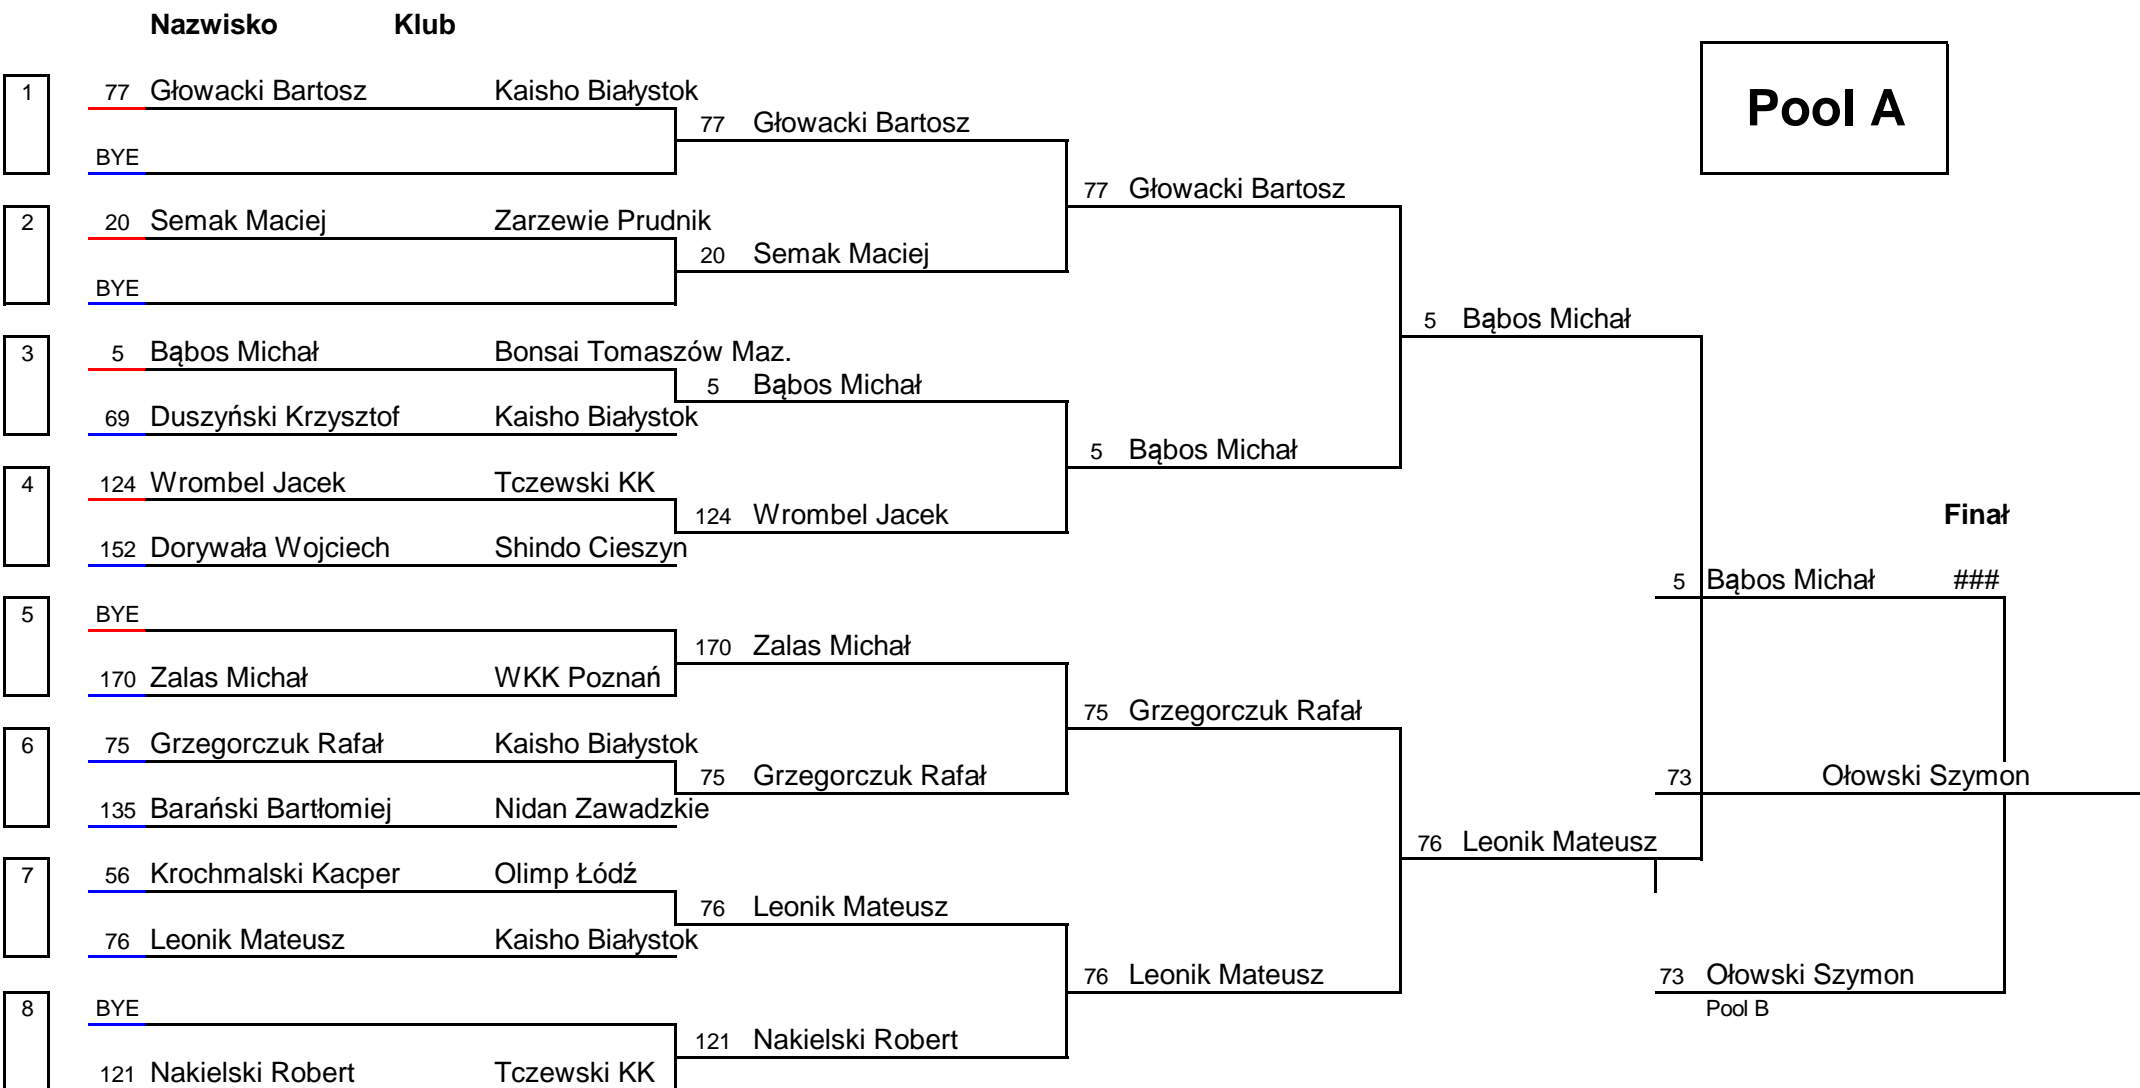 Nazwisko Klub
Pool A
1 77 Głowacki Bartosz Kaisho Białystok
77 Głowacki Bartosz
BYE
77 Głowacki Bartosz
2 20 Semak Maciej Zarzewie Prudnik
20 Semak Maciej
BYE
5 Bąbos Michał
3 5 Bąbos Michał Bonsai Tomaszów Maz.
5 Bąbos Michał
69 Duszyński Krzysztof Kaisho Białystok
5 Bąbos Michał
4 124 Wrombel Jacek Tczewski KK
124 Wrombel Jacek
Finał
152 Dorywała Wojciech Shindo Cieszyn
5 Bąbos Michał ###
5 BYE
170 Zalas Michał
170 Zalas Michał WKK Poznań
75 Grzegorczuk Rafał
6 75 Grzegorczuk Rafał Kaisho Białystok
75 Grzegorczuk Rafał
73 Ołowski Szymon
135 Barański Bartłomiej Nidan Zawadzkie
76 Leonik Mateusz
7 56 Krochmalski Kacper Olimp Łódź
76 Leonik Mateusz
76 Leonik Mateusz Kaisho Białystok
76 Leonik Mateusz
73 Ołowski Szymon
8 BYE
Pool B
121 Nakielski Robert
121 Nakielski Robert Tczewski KK